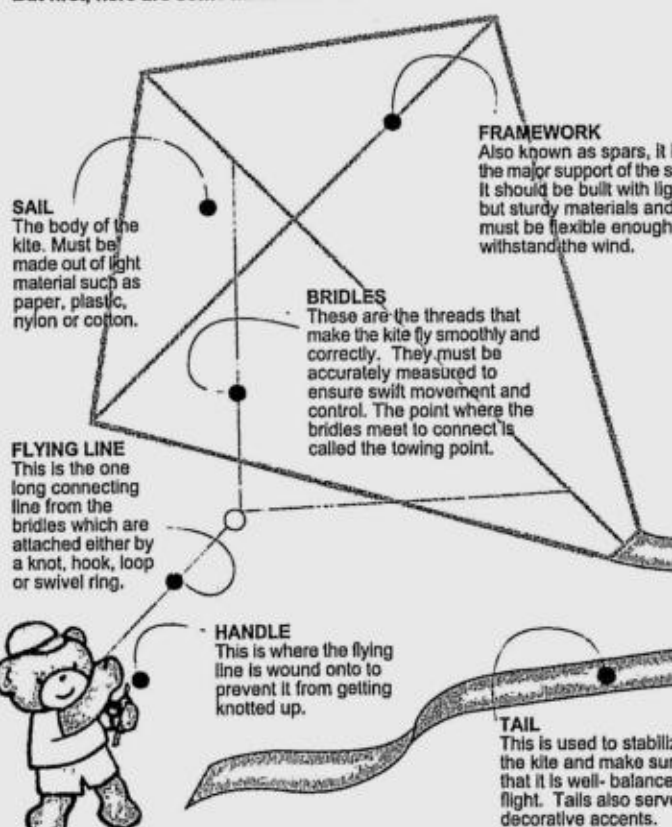 SAIL
The body of the
kite. Must be
made out of light
material such as
paper, plastic,
nylon or cotton.
FRAMEWORK
Also known as spars, it
the major support of the
It should be built with
but sturdy materials and
must be flexible enough
withstand the wind.
BRIDLES
These are the threads that
make the kite fly smoothly and
correctly. They must be
accurately measured to
ensure swift movement and
control. The point where the
bridles meet to connect is
called the towing point.
FLYING LINE
This is the one
long connecting
line from the
bridles which are
attached either by
a knot, hook, loop
or swivel ring.
HANDLE
This is where the flying
line is wound onto to
prevent it from getting
knotted up.
TAIL
This is used to
the kite and make
that it is well- 
flight. Tails also
decorative accents.